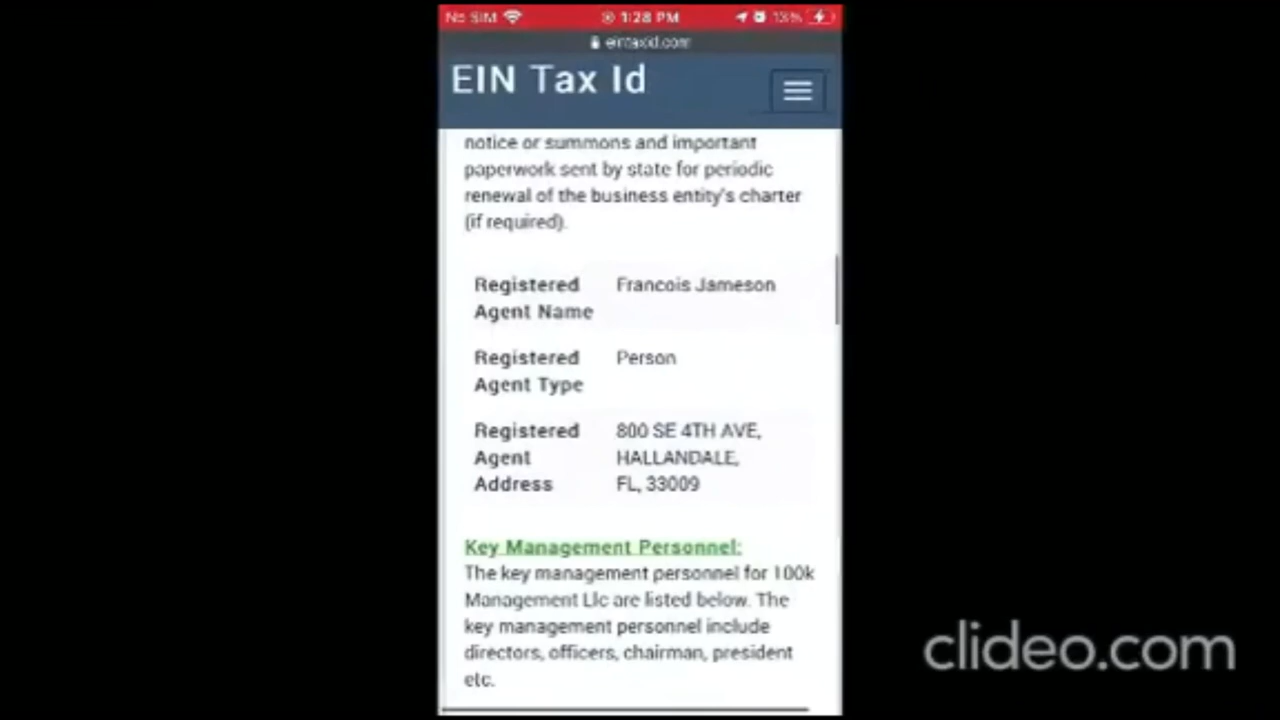 No SIM 1:28 PM 13%
eintaxid.com
EIN Tax Id
notice or summons and important
paperwork sent by state for periodic
renewal of the business entity's charter
(if required).
Registered Francois Jameson
Agent Name
Registered Person
Agent Type
Registered 800 SE 4TH AVE,
Agent HALLANDALE,
Address FL, 33009
Key Management Personnel:
The key management personnel for 100k
Management Llc are listed below. The
key management personnel include
directors, officers, chairman, president
etc.
clideo.com